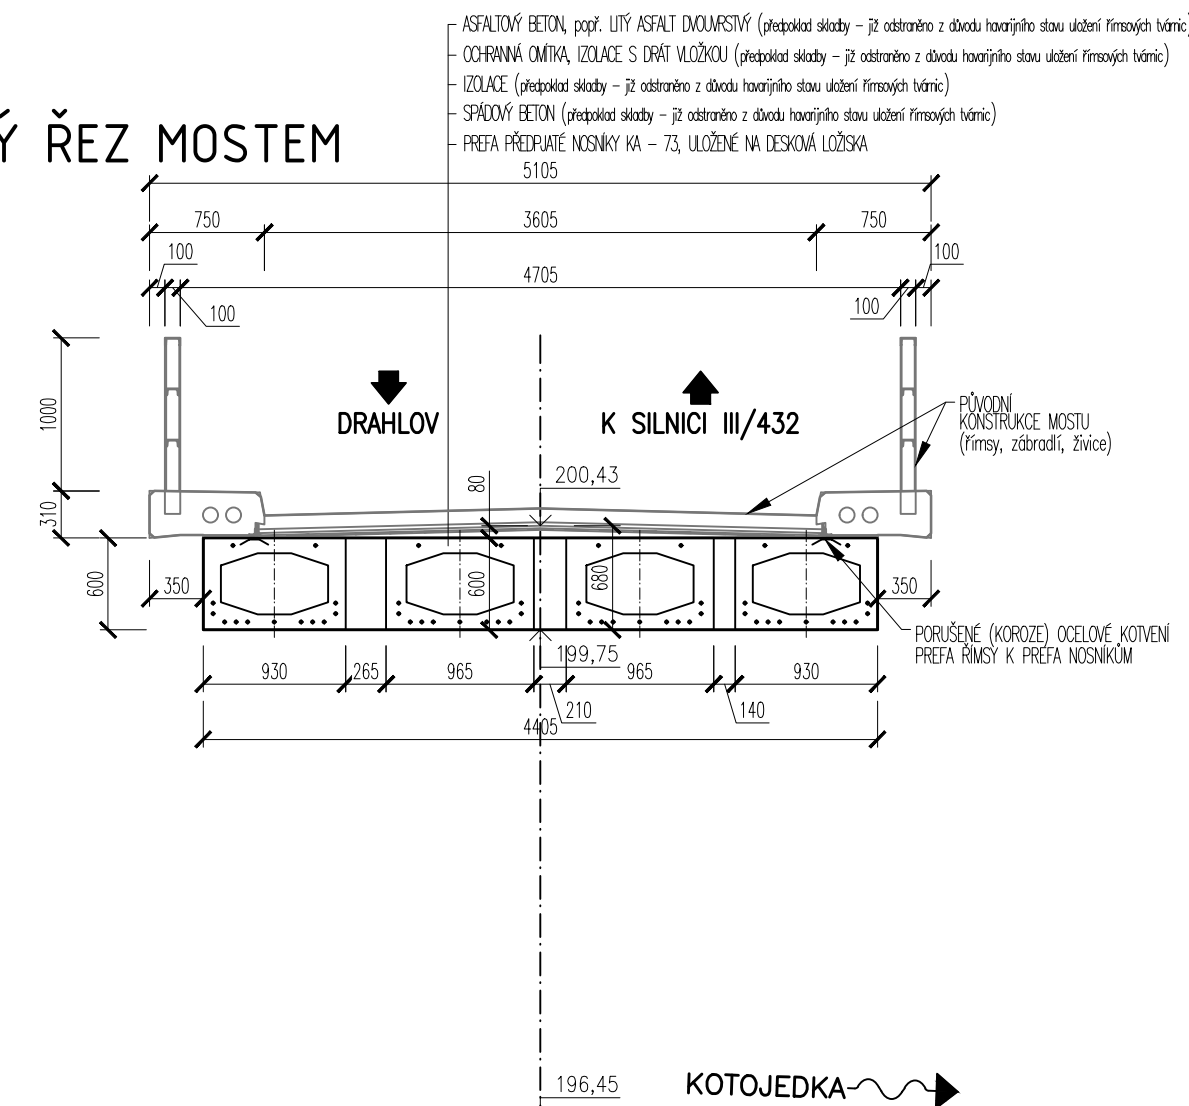 ASFALTOVÝ BETON, popř. LITÝ ASFALT DVOUVRSTVÝ (předpoklad skladby – již odstraněno z důvodu havarijního stavu uložení římsových tvárnic)
OCHRANNÁ OMÍTKA, IZOLACE S DRÁT VLOŽKOU (předpoklad skladby – již odstraněno z důvodu havarijního stavu uložení římsových tvárnic)
IZOLACE (předpoklad skladby – již odstraněno z důvodu havarijního stavu uložení římsových tvárnic)
SPÁDOVÝ BETON (předpoklad skladby – již odstraněno z důvodu havarijního stavu uložení římsových tvárnic)
PREFA PŘEDPJATÉ NOSNÍKY KA – 73, ULOŽENÉ NA DESKOVÁ LOŽISKA
Ý ŘEZ MOSTEM
5105
750 3605 750
100 4705 100
100 100
1000
DRAHLOV K SILNICI III/432
PŮVODNÍ
KONSTRUKCE MOSTU
(římsy, zábradlí, živice)
80 200,43
310
600 350 600 680 350
PORUŠENÉ (KOROZE) OCELOVÉ KOTVENÍ
PREFA ŘÍMSY K PREFA NOSNÍKŮM
199,75
930 265 965 965 930
210 140
4405
196,45 KOTOJEDKA